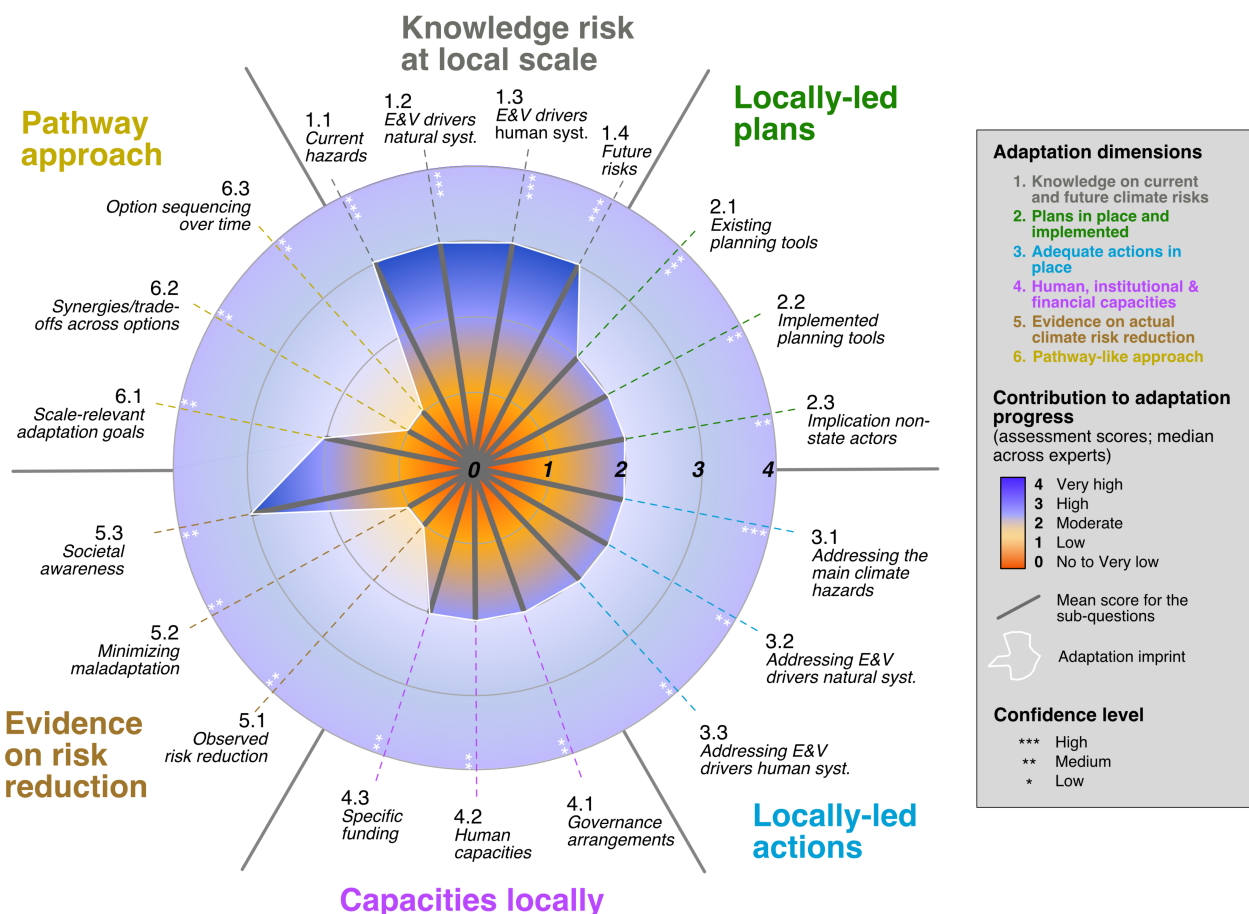 Knowledge risk
at local scale
Locally-led
plans
Pathway
approach
1.1
Current
hazards
1.2
E&V drivers
natural syst.
1.3
E&V drivers
human syst.
1.4
Future
risks
2.1
Existing
planning tools
2.2
Implemented
planning tools
2.3
Implication non-
state actors
3.1
Addressing the
main climate
hazards
3.2
Addressing E&V
drivers natural syst.
3.3
Addressing E&V
drivers human syst.
Locally-led
actions
4.1
Governance
arrangements
4.2
Human
capacities
4.3
Specific
funding
Capacities locally
5.1
Observed
risk reduction
5.2
Minimizing
maladaptation
5.3
Societal
awareness
Evidence
on risk
reduction
6.1
Scale-relevant
adaptation goals
6.2
Synergies/trade-
offs across options
6.3
Option sequencing
over time
0 1 2 3 4
***
***
***
***
***
**
**
***
**
**
**
**
**
**
**
**
**
**
**
Adaptation dimensions
1. Knowledge on current
and future climate risks
2. Plans in place and
implemented
3. Adequate actions in
place
4. Human, institutional &
financial capacities
5. Evidence on actual
climate risk reduction
6. Pathway-like approach
Contribution to adaptation
progress
(assessment scores; median
across experts)
4 Very high
3 High
2 Moderate
1 Low
0 No to Very low
Mean score for the
sub-questions
Adaptation imprint
Confidence level
*** High
** Medium
* Low